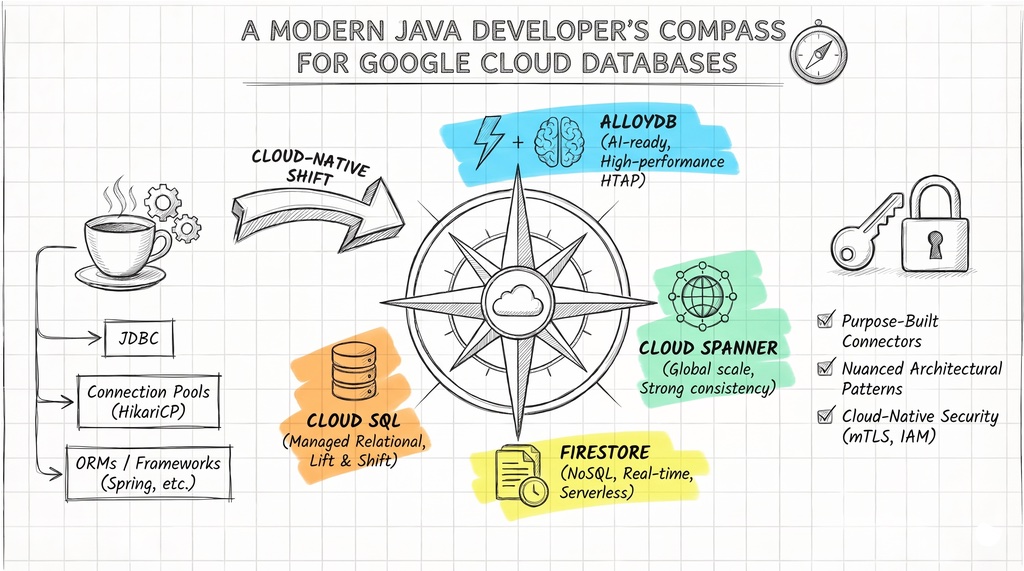 A MODERN JAVA DEVELOPER'S COMPASS
FOR GOOGLE CLOUD DATABASES
CLOUD-NATIVE
SHIFT
JDBC
Connection Pools
(HikariCP)
ORMs / Frameworks
(Spring, etc.)
ALLOYDB
(AI-ready,
High-performance
HTAP)
CLOUD SPANNER
(Global scale,
Strong consistency)
CLOUD SQL
(Managed Relational,
Lift & Shift)
FIRESTORE
(NoSQL, Real-time,
Serverless)
Purpose-Built
Connectors
Nuanced Architectural
Patterns
Cloud-Native Security
(mTLS, IAM)